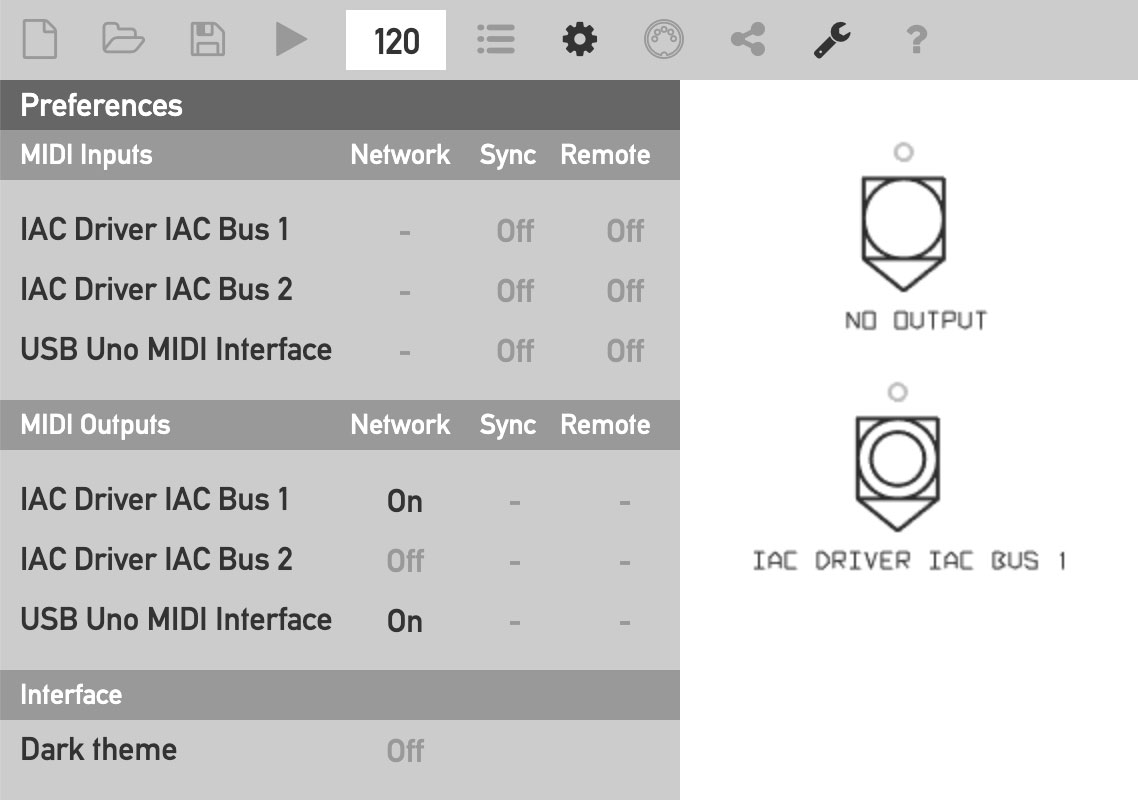 120 ?
Preferences
MIDI Inputs Network Sync Remote
IAC Driver IAC Bus 1 - Off Off
IAC Driver IAC Bus 2 - Off Off
USB Uno MIDI Interface - Off Off
MIDI Outputs Network Sync Remote
IAC Driver IAC Bus 1 On - -
IAC Driver IAC Bus 2 Off - -
USB Uno MIDI Interface On - -
Interface
Dark theme Off
NO OUTPUT
IAC DRIVER IAC BUS 1